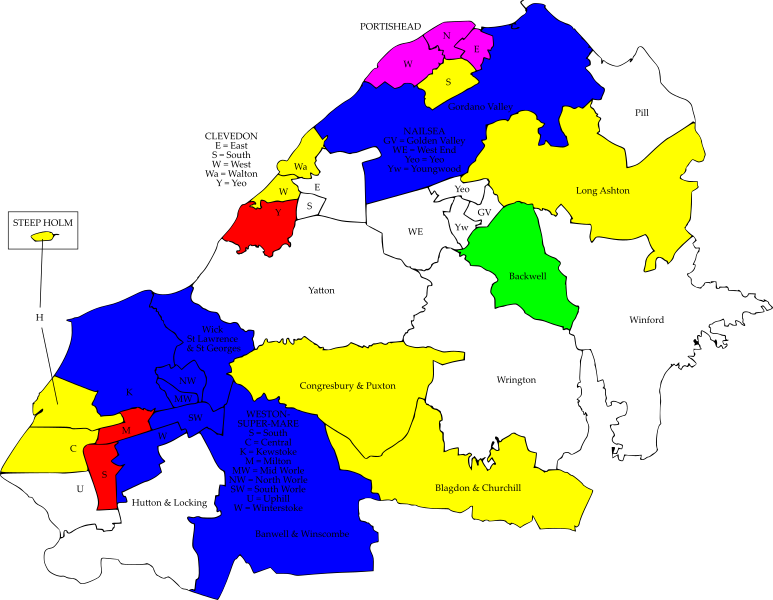 PORTISHEAD
N
E
W
S
Gordano Valley
Pill
NAILSEA
GV = Golden Valley
WE = West End
Yeo = Yeo
Yw = Youngwood
CLEVEDON
E = East
S = South
W = West
Wa = Walton
Y = Yeo
Wa
W
E
S
Y
Yeo
GV
Yw
WE
Long Ashton
STEEP HOLM
Backwell
Yatton
Winford
H
Wick
St Lawrence
& St Georges
NW
MW
SW
K
M
W
C
S
U
Congresbury & Puxton
Wrington
WESTON-
SUPER-MARE
S = South
C = Central
K = Kewstoke
M = Milton
MW = Mid Worle
NW = North Worle
SW = South Worle
U = Uphill
W = Winterstoke
Hutton & Locking
Blagdon & Churchill
Banwell & Winscombe